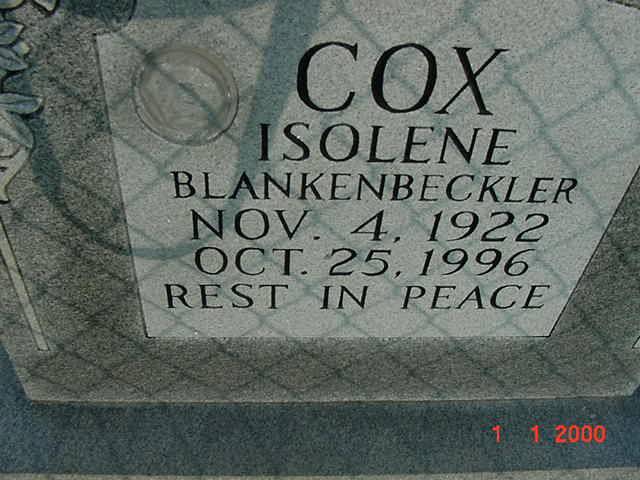 COX
ISOLENE
BLANKENBECKLER
NOV. 4, 1922
OCT. 25, 1996
REST IN PEACE
1 1 2000